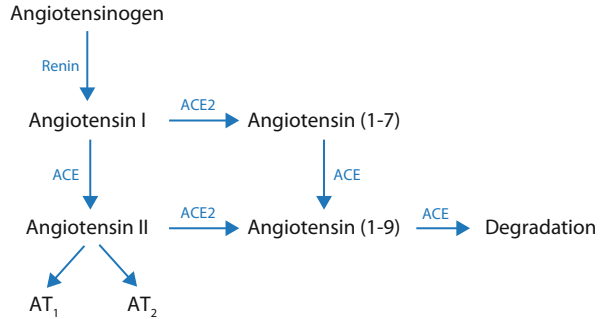 Angiotensinogen
Renin
Angiotensin I
ACE2
Angiotensin (1-7)
ACE
ACE
Angiotensin II
ACE2
Angiotensin (1-9)
ACE
Degradation
AT₁
AT₂